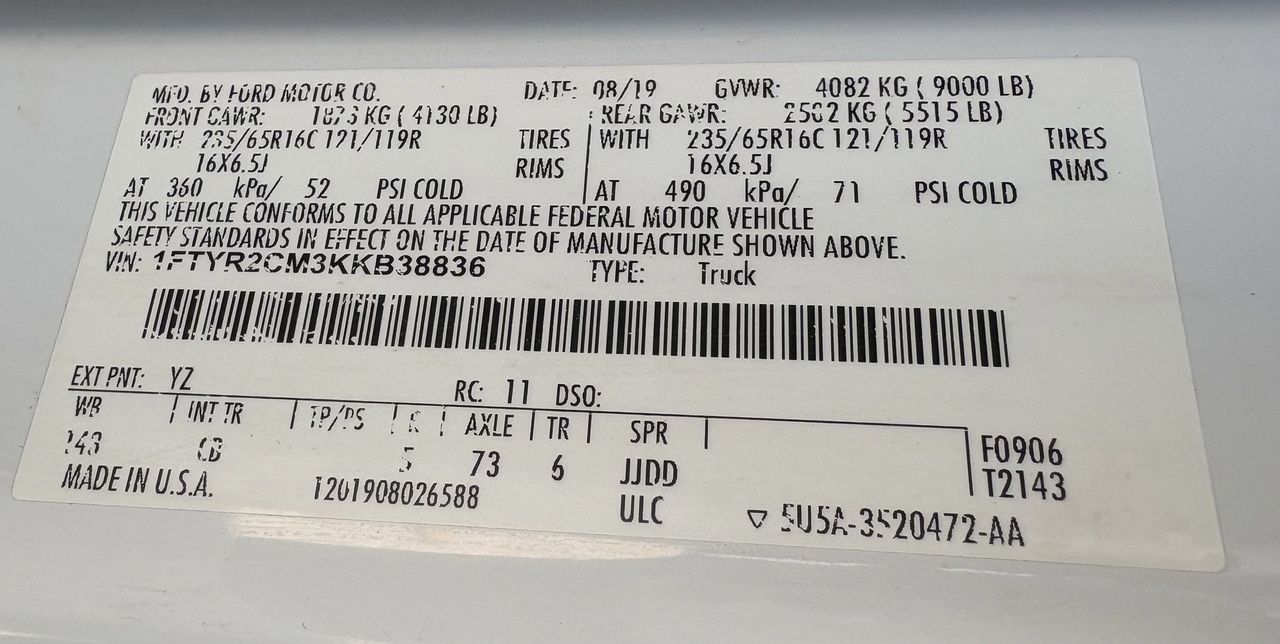 MFD. BY FORD MOTOR CO. DATE: 08/19 GVWR: 4082 KG ( 9000 LB)
FRONT GAWR: 1873 KG ( 4130 LB) REAR GAWR: 2502 KG ( 5515 LB)
WITH 235/65R16C 121/119R TIRES WITH 235/65R16C 121/119R TIRES
16X6.5J RIMS 16X6.5J RIMS
AT 360 kPa/ 52 PSI COLD AT 490 kPa/ 71 PSI COLD
THIS VEHICLE CONFORMS TO ALL APPLICABLE FEDERAL MOTOR VEHICLE
SAFETY STANDARDS IN EFFECT ON THE DATE OF MANUFACTURE SHOWN ABOVE.
VIN: 1FTYR2CM3KKB38836 TYPE: Truck
EXT PNT: YZ RC: 11 DSO:
WB INT TR TP/PS R AXLE TR SPR
148 CB 5 73 6 JJDD
F0906
T2143
MADE IN U.S.A. T201908026588 ULC 5U5A-3520472-AA